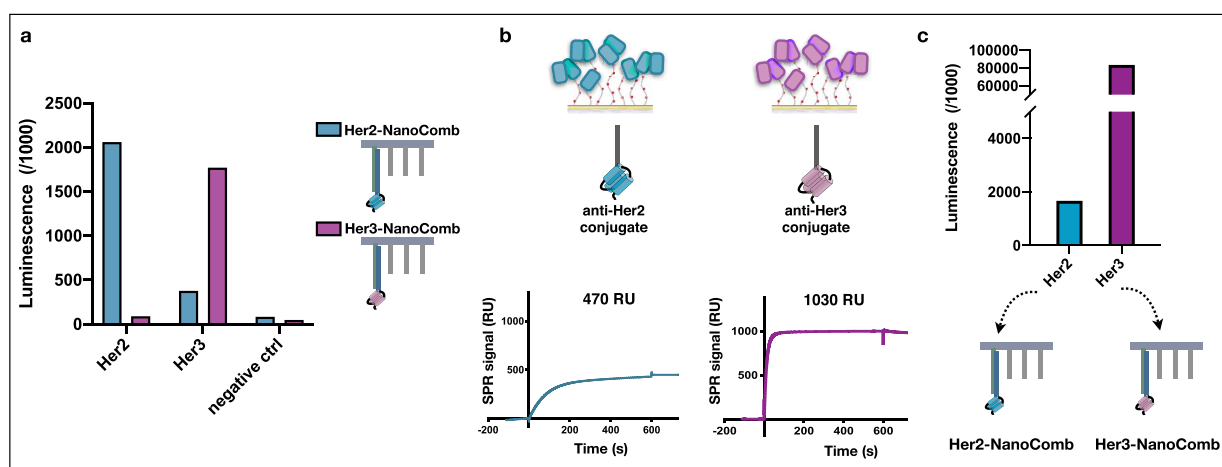 a
Luminescence (/1000)
2500
2000
1500
1000
500
0
Her2
Her3
negative ctrl
Her2-NanoComb
Her3-NanoComb
b
anti-Her2
conjugate
anti-Her3
conjugate
470 RU
SPR signal (RU)
1000
500
-200
0
200
400
600
Time (s)
1030 RU
SPR signal (RU)
1000
500
-200
0
200
400
600
Time (s)
c
Luminescence (/1000)
100000
80000
60000
4000
2000
0
Her2
Her3
Her2-NanoComb
Her3-NanoComb